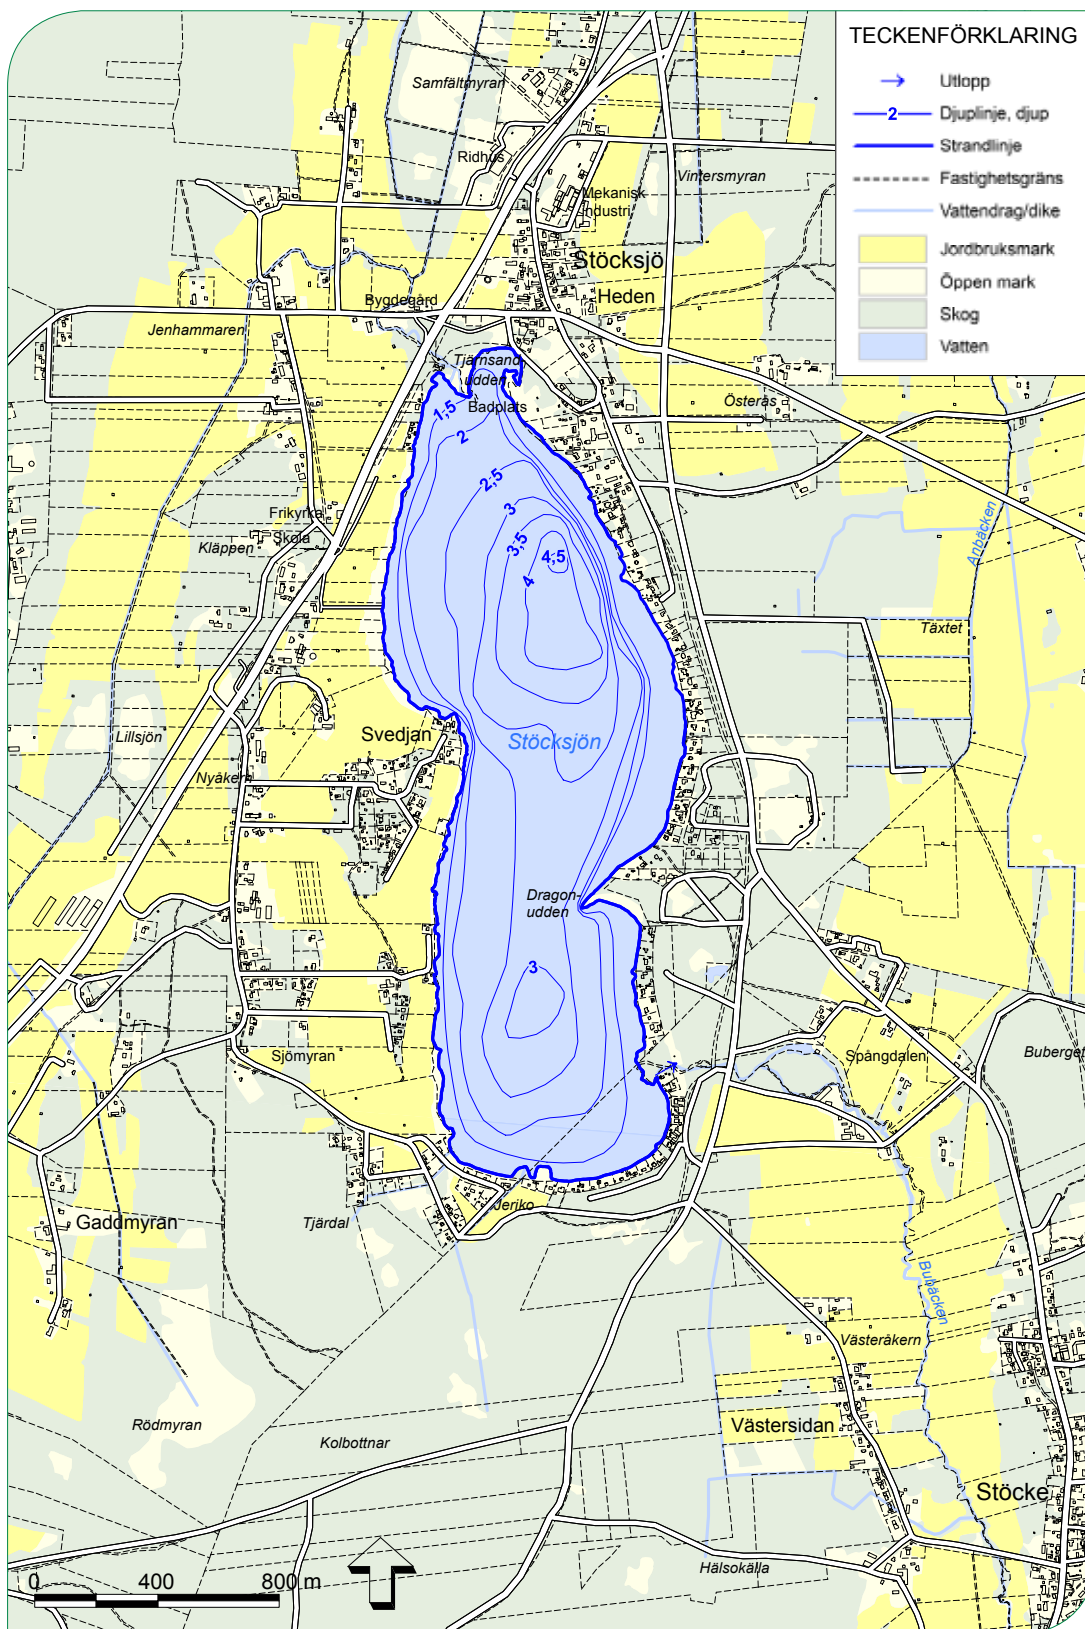 TECKENFÖRKLARING
Utlopp
2
Djuplinje, djup
Strandlinje
Fastighetsgräns
Vattendrag/dike
Jordbruksmark
Öppen mark
Skog
Vatten
Samfältmyran
Ridhus
Vintersmyran
Mekanisk
industri
Stöcksjö
Heden
Bygdegård
Jenhammaren
Tjärnsand-
udden
Badplats
Österås
1,5
2
2,5
3
3,5
4,5
4
Frikyrka
Skola
Kläppen
Anbäcken
Täxtet
Svedjan
Stöcksjön
Lillsjön
Nyåkern
Dragon-
udden
3
Sjömyran
Spångdalen
Buberget
Jeriko
Tjärdal
Gaddmyran
Bubäcken
Västeråkern
Rödmyran
Kolbottnar
Västersidan
Stöcke
Hälsokälla
0 400 800 m